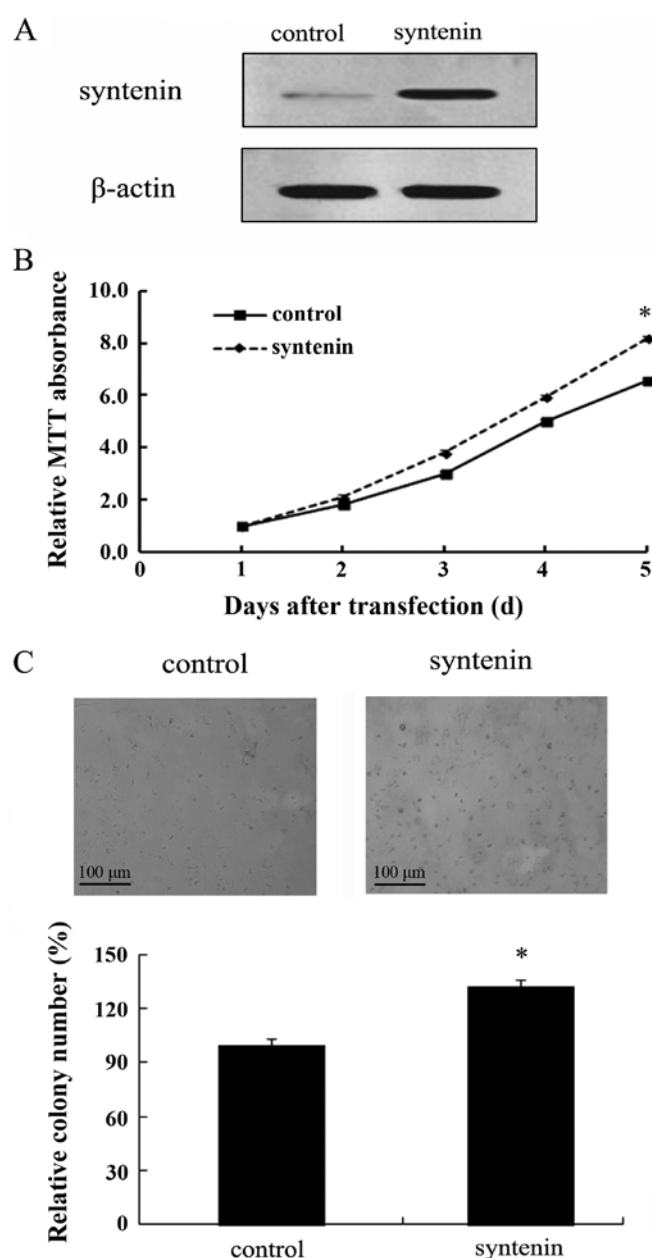 A
control syntenin
syntenin
β-actin
B
10.0
8.0
6.0
4.0
2.0
0.0
Relative MTT absorbance
control
syntenin
*
0 1 2 3 4 5
Days after transfection (d)
C
control syntenin
100 μm 100 μm
Relative colony number (%)
150
120
90
60
30
0
*
control syntenin